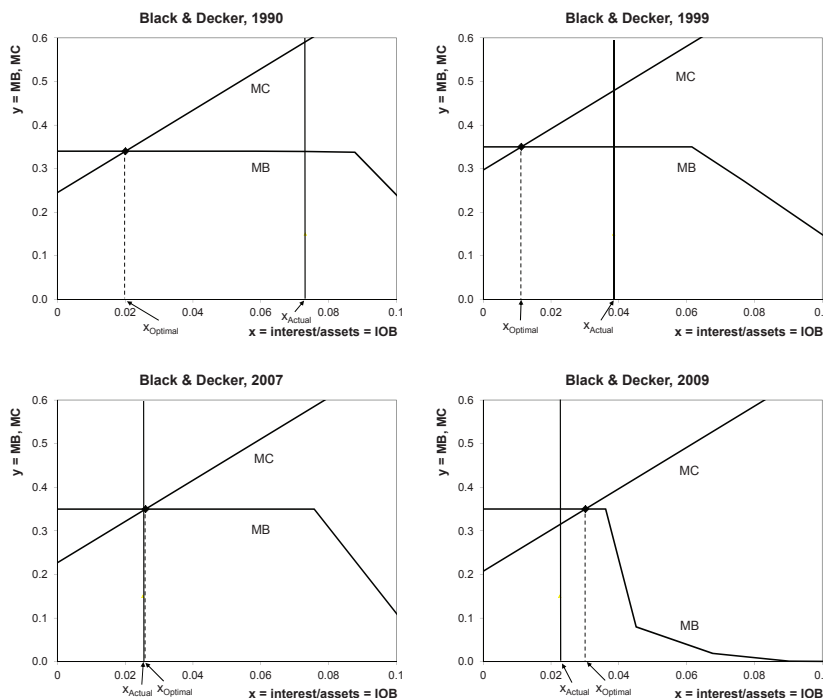 Black & Decker, 1990
y = MB, MC
0.6
0.5
0.4
0.3
0.2
0.1
0.0
MC
MB
0 0.02 0.04 0.06 0.08 0.1
xOptimal
xActual
x = interest/assets = IOB
Black & Decker, 1999
y = MB, MC
0.6
0.5
0.4
0.3
0.2
0.1
0.0
MC
MB
0 0.02 0.04 0.06 0.08 0.1
xOptimal
xActual
x = interest/assets = IOB
Black & Decker, 2007
y = MB, MC
0.6
0.5
0.4
0.3
0.2
0.1
0.0
MC
MB
0 0.02 0.04 0.06 0.08 0.1
xActual xOptimal
x = interest/assets = IOB
Black & Decker, 2009
y = MB, MC
0.6
0.5
0.4
0.3
0.2
0.1
0.0
MC
MB
0 0.02 0.04 0.06 0.08 0.1
xActual xOptimal
x = interest/assets = IOB